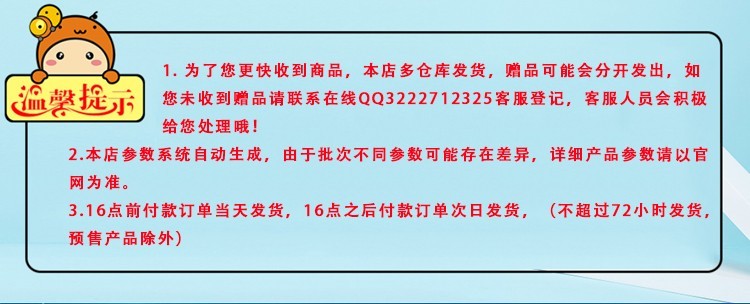 温馨提示
1. 为了您更快收到商品，本店多仓库发货，赠品可能会分开发出，如
您未收到赠品请联系在线QQ3222712325客服登记，客服人员会积极
给您处理哦！
2.本店参数系统自动生成，由于批次不同参数可能存在差异，详细产品参数请以官
网为准。
3.16点前付款订单当天发货，16点之后付款订单次日发货，（不超过72小时发货,
预售产品除外）